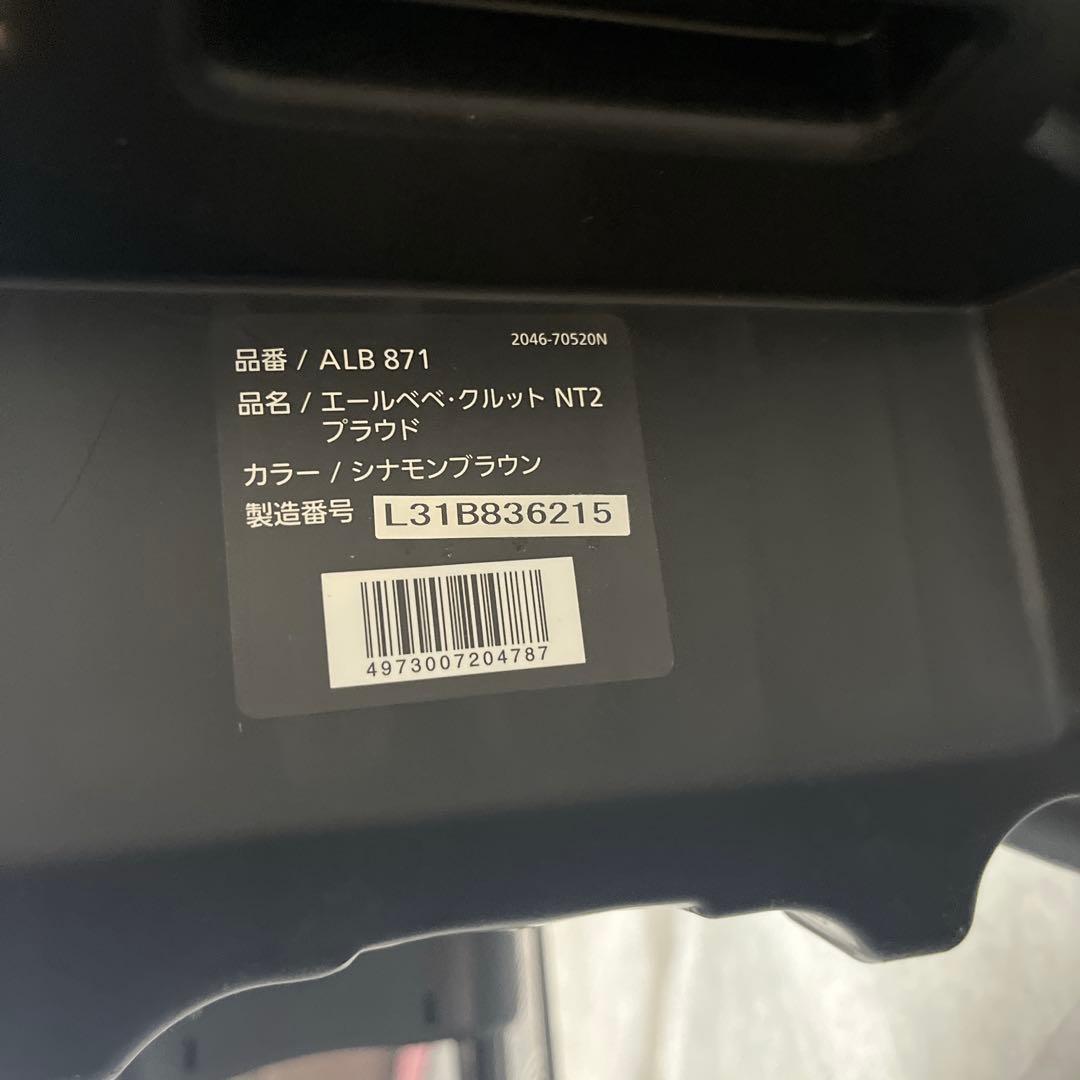 2046-70520N
品番 / ALB 871
品名 / エールベベ・クルット NT2
プラウド
カラー / シナモンブラウン
製造番号 L31B836215
4973007204787